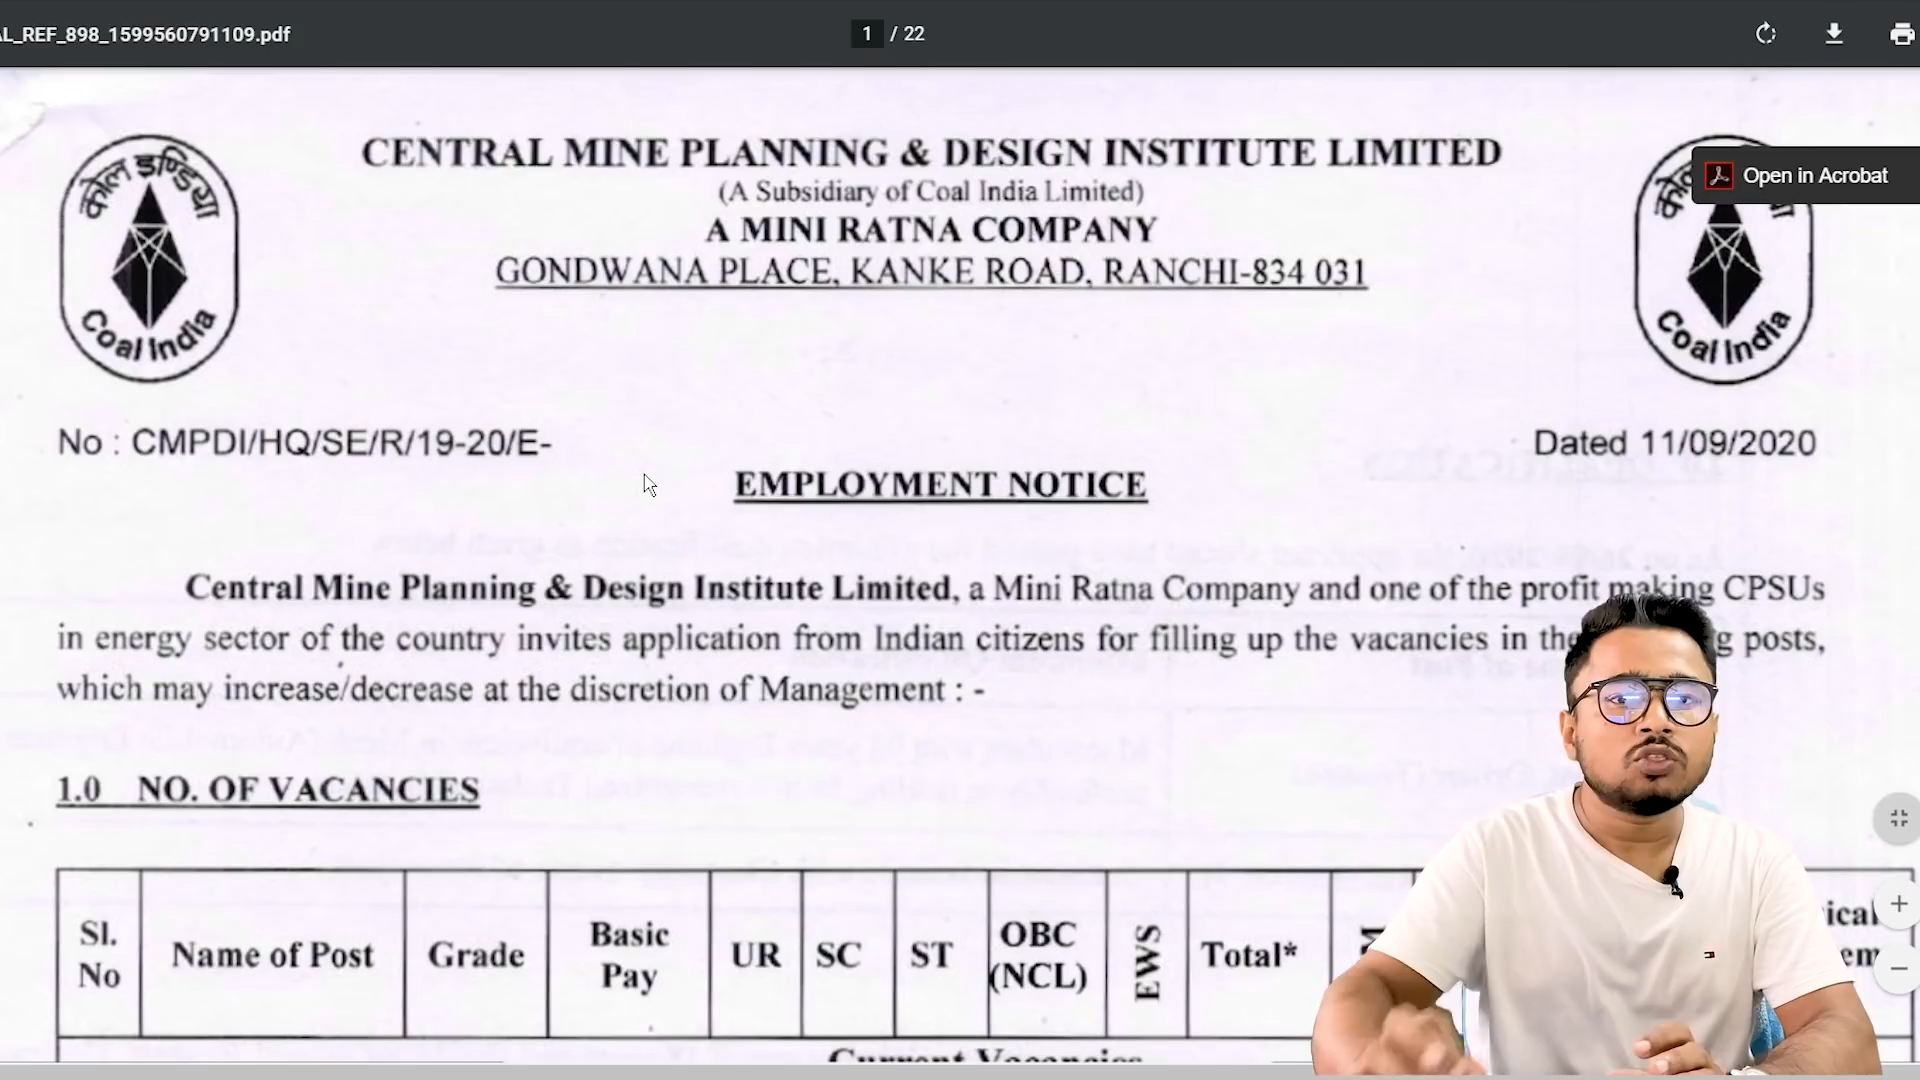 AL_REF_898_1599560791109.pdf
1 / 22
CENTRAL MINE PLANNING & DESIGN INSTITUTE LIMITED
(A Subsidiary of Coal India Limited)
A MINI RATNA COMPANY
GONDWANA PLACE, KANKE ROAD, RANCHI-834 031
कोल इण्डिया
Coal India
Open in Acrobat
Coal India
No : CMPDI/HQ/SE/R/19-20/E-
Dated 11/09/2020
EMPLOYMENT NOTICE
Central Mine Planning & Design Institute Limited, a Mini Ratna Company and one of the profit making CPSUs
in energy sector of the country invites application from Indian citizens for filling up the vacancies in the posts,
which may increase/decrease at the discretion of Management : -
1.0 NO. OF VACANCIES
Sl. No
Name of Post
Grade
Basic Pay
UR
SC
ST
OBC (NCL)
EWS
Total*
Current Vacancies